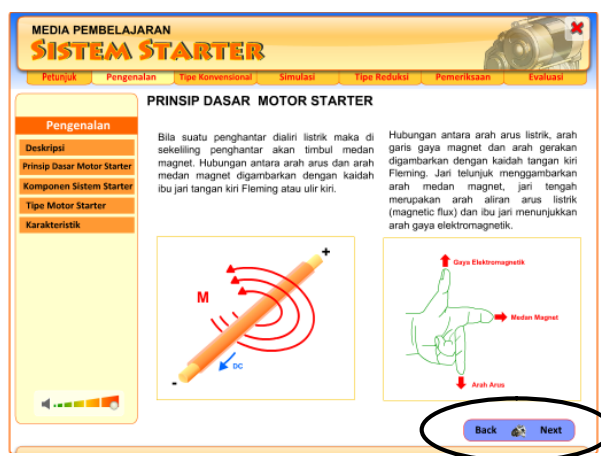 MEDIA PEMBELAJARAN
SISTEM STARTER
Petunjuk
Pengenalan
Tipe Konvensional
Simulasi
Tipe Reduksi
Pemeriksaan
Evaluasi
Pengenalan
Deskripsi
Prinsip Dasar Motor Starter
Komponen Sistem Starter
Tipe Motor Starter
Karakteristik
PRINSIP DASAR MOTOR STARTER
Bila suatu penghantar dialiri listrik maka di
sekeliling penghantar akan timbul medan
magnet. Hubungan antara arah arus dan arah
medan magnet digambarkan dengan kaidah
ibu jari tangan kiri Fleming atau ulir kiri.
+
M
DC
-
Hubungan antara arah arus listrik, arah
garis gaya magnet dan arah gerakan
digambarkan dengan kaidah tangan kiri
Fleming. Jari telunjuk menggambarkan
arah medan magnet, jari tengah
merupakan arah aliran arus listrik
(magnetic flux) dan ibu jari menunjukkan
arah gaya elektromagnetik.
Gaya Elektromagnetik
Medan Magnet
Arah Arus
Back
Next